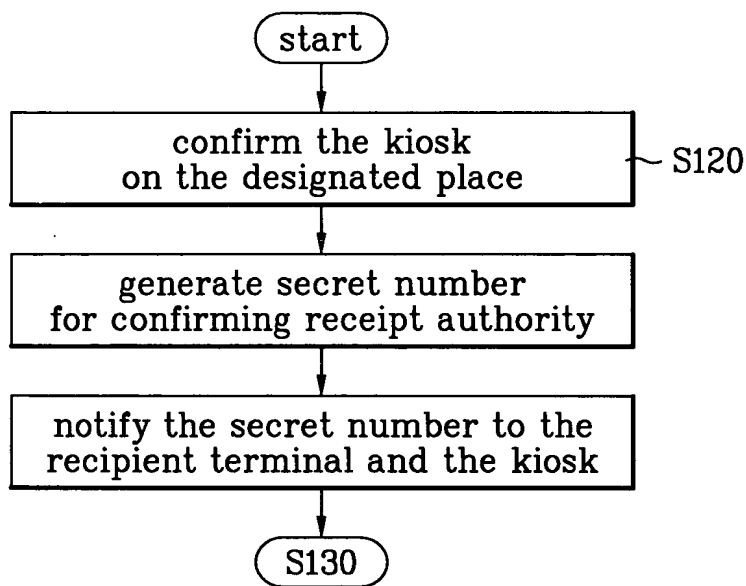 start
confirm the kiosk
on the designated place
S120
generate secret number
for confirming receipt authority
notify the secret number to the
recipient terminal and the kiosk
S130